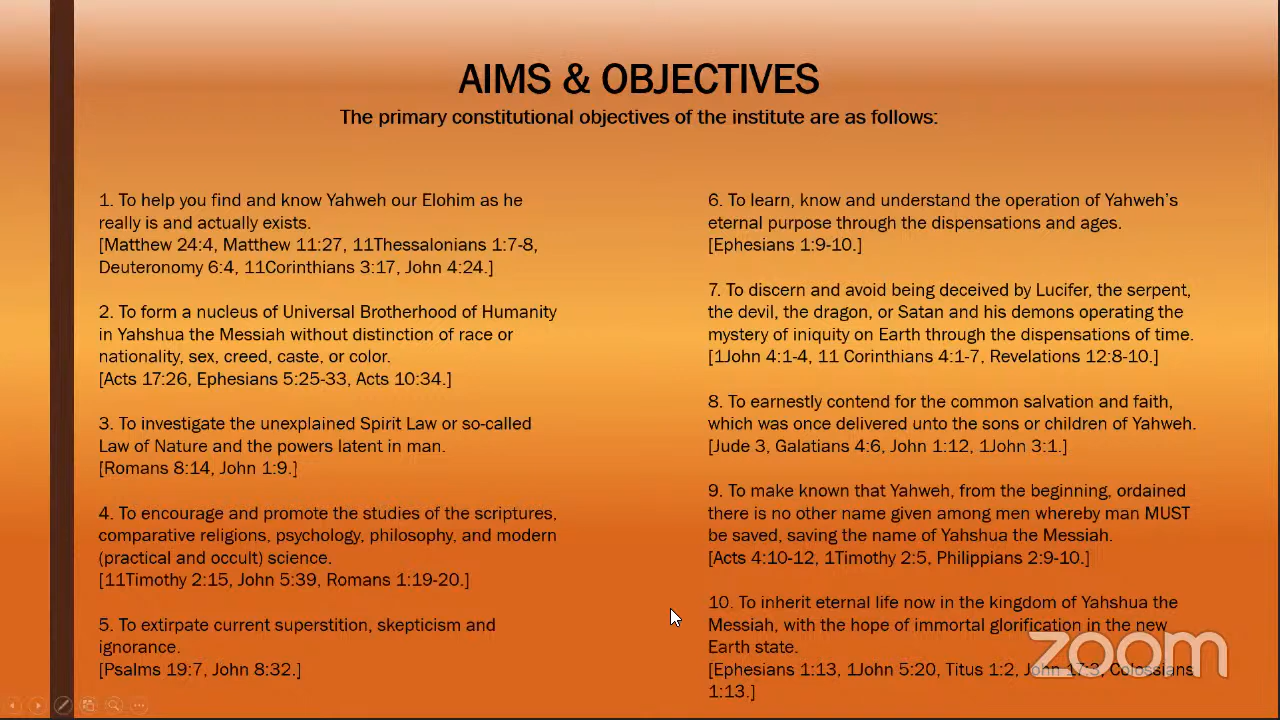 AIMS & OBJECTIVES
The primary constitutional objectives of the institute are as follows:
1. To help you find and know Yahweh our Elohim as he
really is and actually exists.
[Matthew 24:4, Matthew 11:27, 11Thessalonians 1:7-8,
Deuteronomy 6:4, 11Corinthians 3:17, John 4:24.]
2. To form a nucleus of Universal Brotherhood of Humanity
in Yahshua the Messiah without distinction of race or
nationality, sex, creed, caste, or color.
[Acts 17:26, Ephesians 5:25-33, Acts 10:34.]
3. To investigate the unexplained Spirit Law or so-called
Law of Nature and the powers latent in man.
[Romans 8:14, John 1:9.]
4. To encourage and promote the studies of the scriptures,
comparative religions, psychology, philosophy, and modern
(practical and occult) science.
[11Timothy 2:15, John 5:39, Romans 1:19-20.]
5. To extirpate current superstition, skepticism and
ignorance.
[Psalms 19:7, John 8:32.]
6. To learn, know and understand the operation of Yahweh's
eternal purpose through the dispensations and ages.
[Ephesians 1:9-10.]
7. To discern and avoid being deceived by Lucifer, the serpent,
the devil, the dragon, or Satan and his demons operating the
mystery of iniquity on Earth through the dispensations of time.
[1John 4:1-4, 11 Corinthians 4:1-7, Revelations 12:8-10.]
8. To earnestly contend for the common salvation and faith,
which was once delivered unto the sons or children of Yahweh.
[Jude 3, Galatians 4:6, John 1:12, 1John 3:1.]
9. To make known that Yahweh, from the beginning, ordained
there is no other name given among men whereby man MUST
be saved, saving the name of Yahshua the Messiah.
[Acts 4:10-12, 1Timothy 2:5, Philippians 2:9-10.]
10. To inherit eternal life now in the kingdom of Yahshua the
Messiah, with the hope of immortal glorification in the new
Earth state.
[Ephesians 1:13, 1John 5:20, Titus 1:2, John 17:3, Colossians
1:13.]
zoom